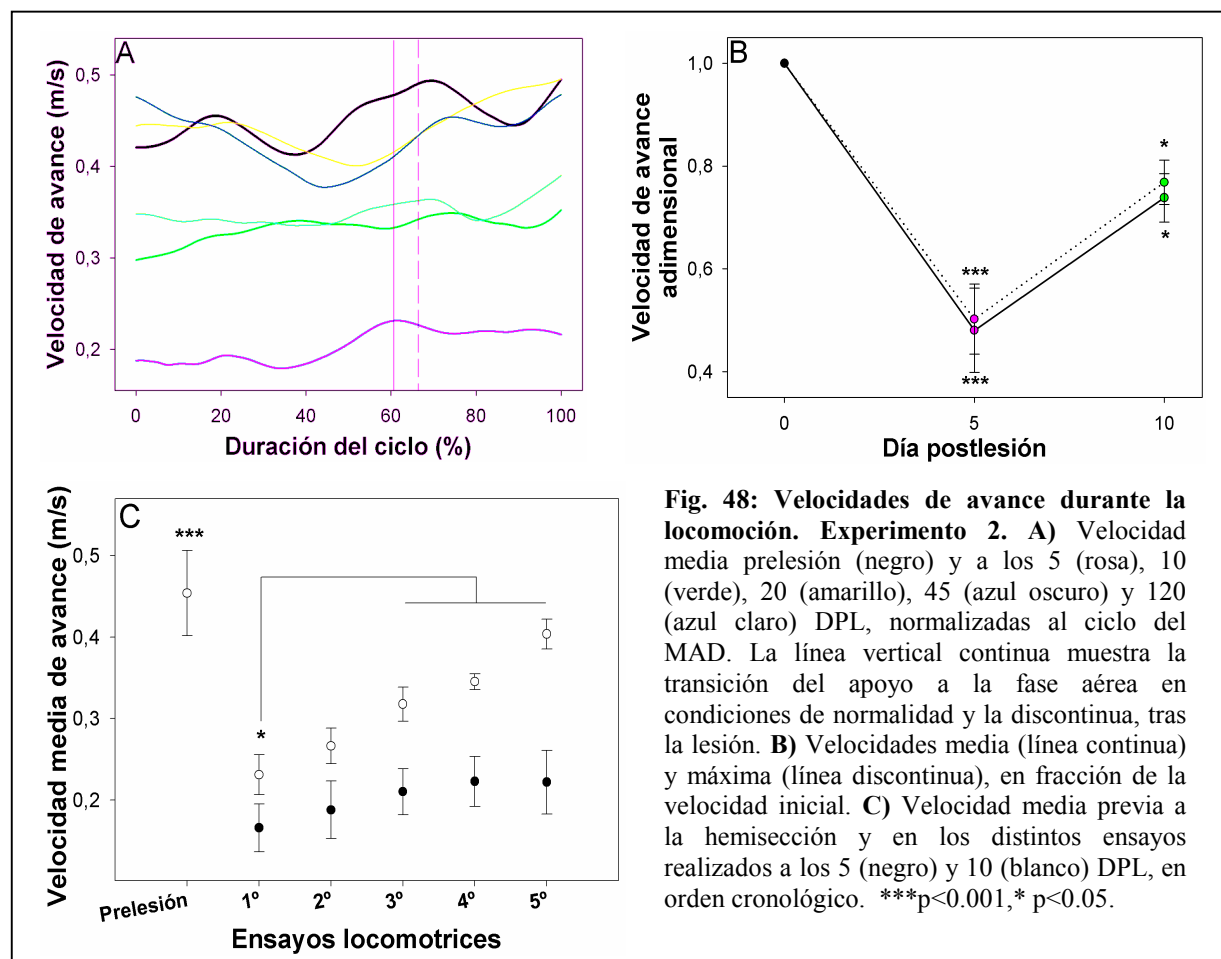 A
Velocidad de avance (m/s)
0,5
0,4
0,3
0,2
0
20
40
60
80
100
Duración del ciclo (%)
B
Velocidad de avance
adimensional
1,0
0,8
0,6
0,4
***
***
*
*
0
5
10
Día postlesión
C
Velocidad media de avance (m/s)
0,5
0,4
0,3
0,2
***
*
Prelesión
1º
2º
3º
4º
5º
Ensayos locomotrices
Fig. 48: Velocidades de avance durante la
locomoción. Experimento 2. A) Velocidad
media prelesión (negro) y a los 5 (rosa), 10
(verde), 20 (amarillo), 45 (azul oscuro) y 120
(azul claro) DPL, normalizadas al ciclo del
MAD. La línea vertical continua muestra la
transición del apoyo a la fase aérea en
condiciones de normalidad y la discontinua, tras
la lesión. B) Velocidades media (línea continua)
y máxima (línea discontinua), en fracción de la
velocidad inicial. C) Velocidad media previa a
la hemisección y en los distintos ensayos
realizados a los 5 (negro) y 10 (blanco) DPL, en
orden cronológico. ***p<0.001,* p<0.05.